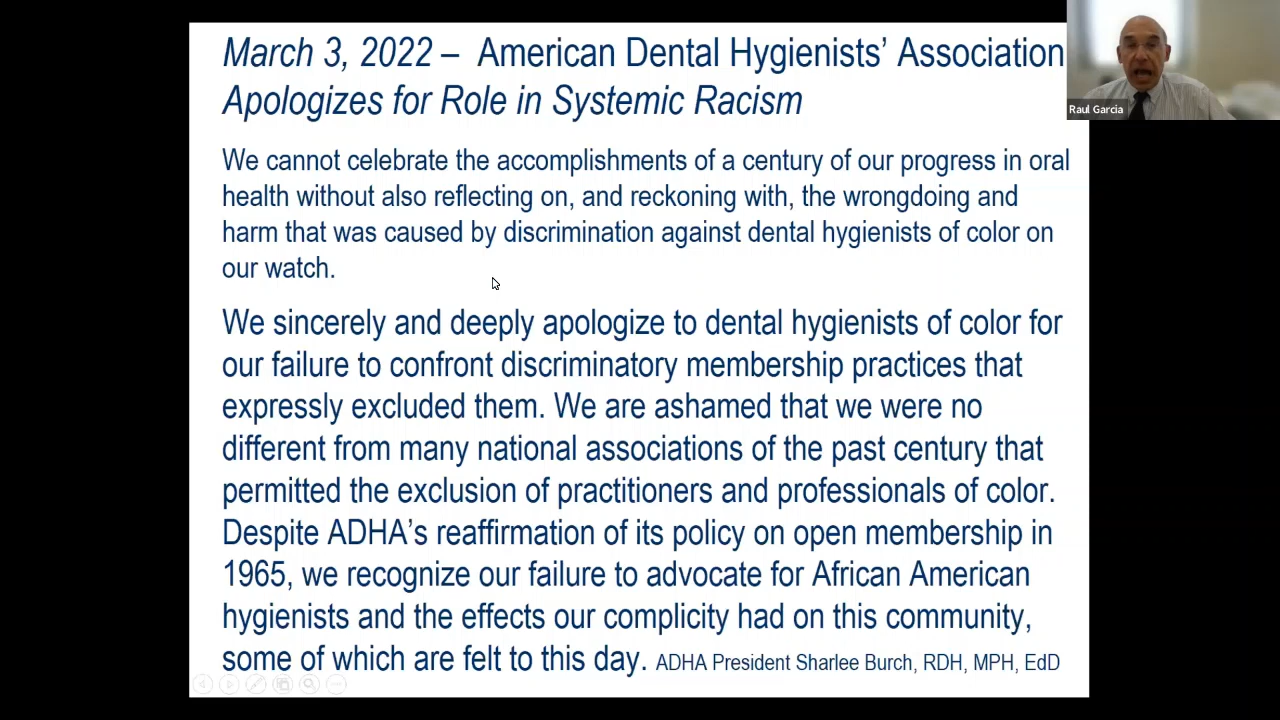 March 3, 2022 – American Dental Hygienists’ Association
Apologizes for Role in Systemic Racism
We cannot celebrate the accomplishments of a century of our progress in oral
health without also reflecting on, and reckoning with, the wrongdoing and
harm that was caused by discrimination against dental hygienists of color on
our watch.
We sincerely and deeply apologize to dental hygienists of color for
our failure to confront discriminatory membership practices that
expressly excluded them. We are ashamed that we were no
different from many national associations of the past century that
permitted the exclusion of practitioners and professionals of color.
Despite ADHA’s reaffirmation of its policy on open membership in
1965, we recognize our failure to advocate for African American
hygienists and the effects our complicity had on this community,
some of which are felt to this day. ADHA President Sharlee Burch, RDH, MPH, EdD
Raul Garcia